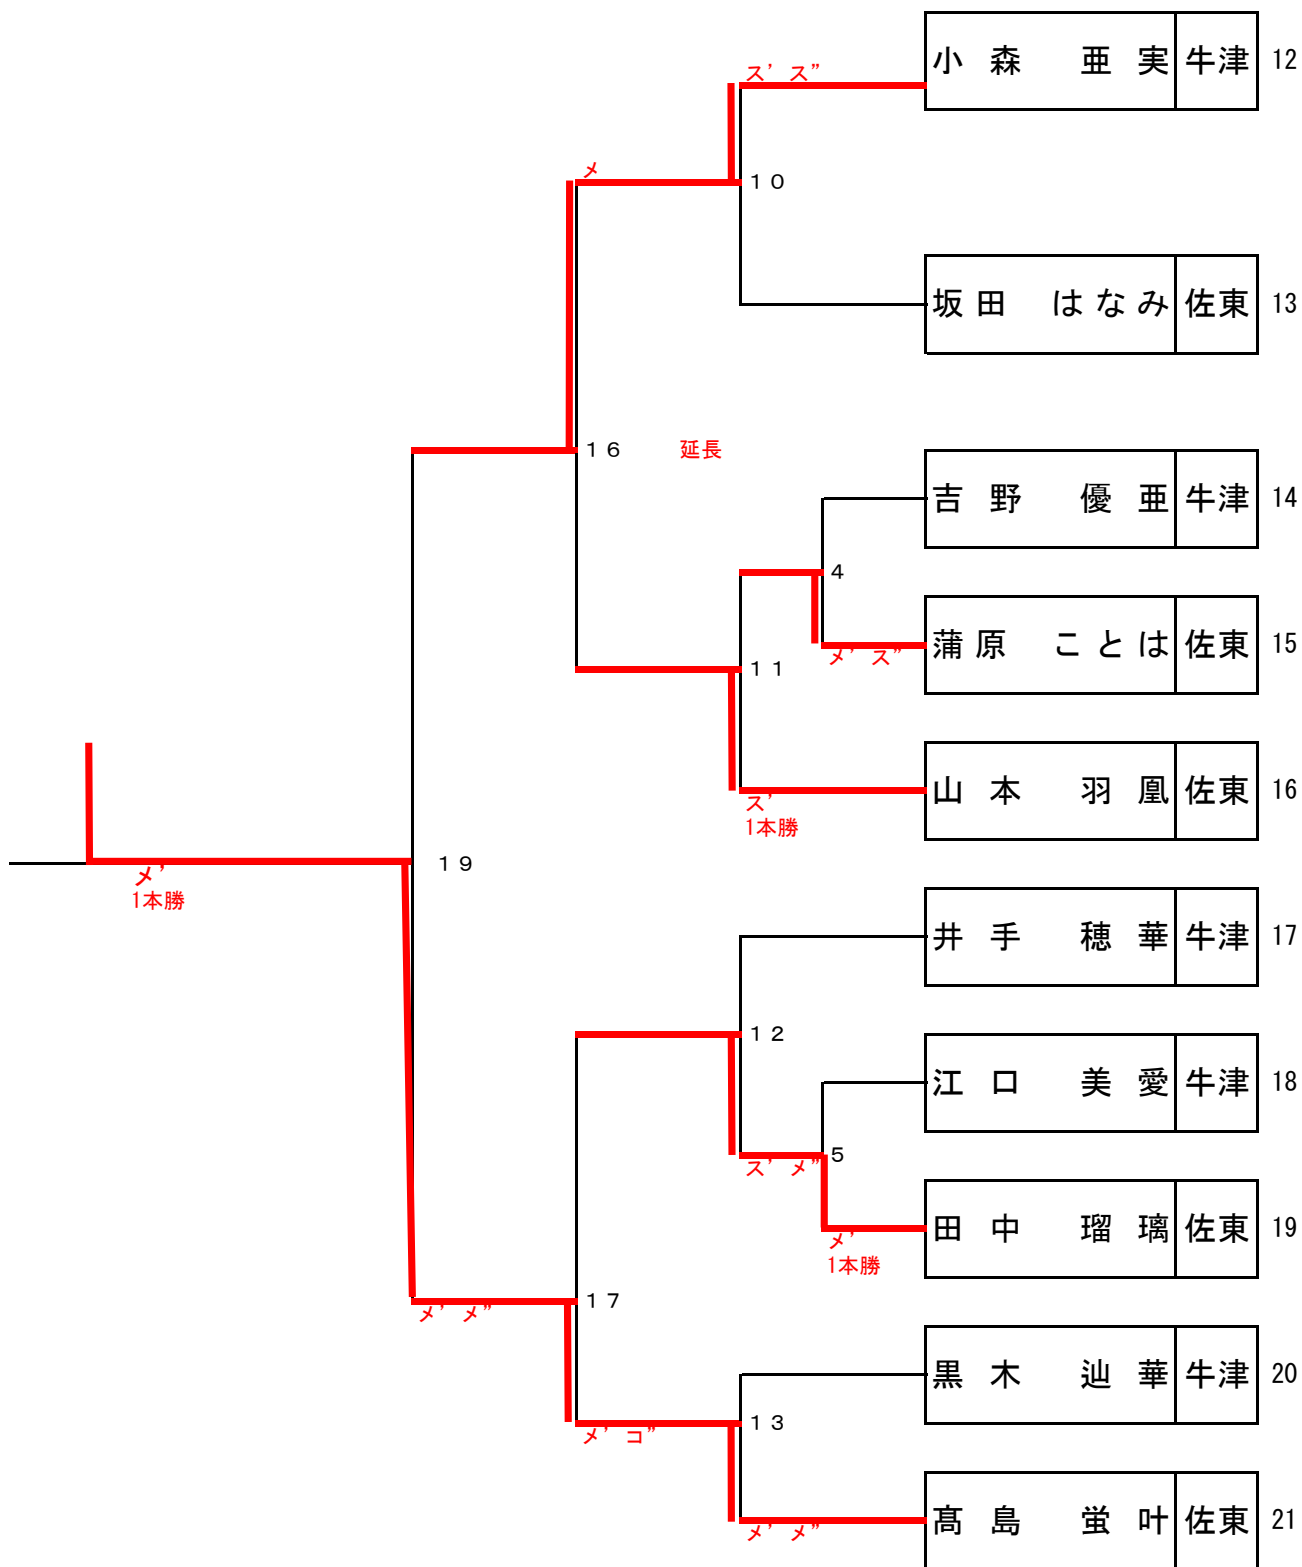 小森 亜実 牛津 12
ス’ ス”
メ
10
坂田 はなみ 佐東 13
16 延長
吉野 優亜 牛津 14
4
蒲原 ことは 佐東 15
メ’ ス”
11
山本 羽凰 佐東 16
ス’
1本勝
19
メ’
1本勝
井手 穂華 牛津 17
12
江口 美愛 牛津 18
5
ス’ メ”
田中 瑠璃 佐東 19
メ’
1本勝
17
メ’ メ”
黒木 辿華 牛津 20
13
メ’ コ”
髙島 蛍叶 佐東 21
メ’ メ”